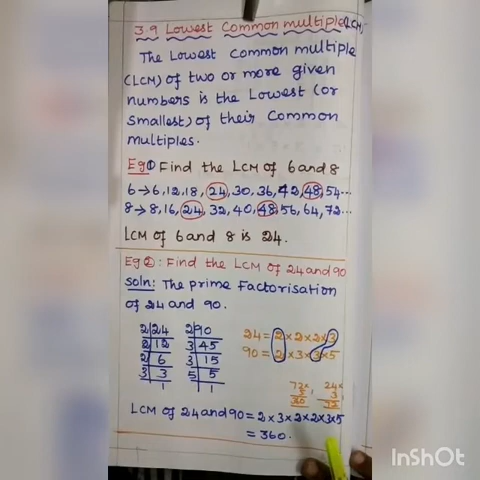 3.9 Lowest Common multiple (LCM)
The Lowest Common multiple
(LCM) of two or more given
numbers is the Lowest (or
Smallest) of their Common
multiples.
Eg① Find the LCM of 6 and 8
6→6,12,18,24,30,36,42,48,54...
8→8,16,24,32,40,48,56,64,72...
LCM of 6 and 8 is 24.
Eg②: Find the LCM of 24 and 90
Soln: The prime Factorisation
of 24 and 90.
2|24 2|90
2|12 3|45
2|6 3|15
3|3 5|5
1 1
24 = 2×2×2×3
90 = 2×3×3×5
72× 24×
5 3
360 72
LCM of 24 and 90 = 2×3×2×2×3×5
= 360.
InShOt